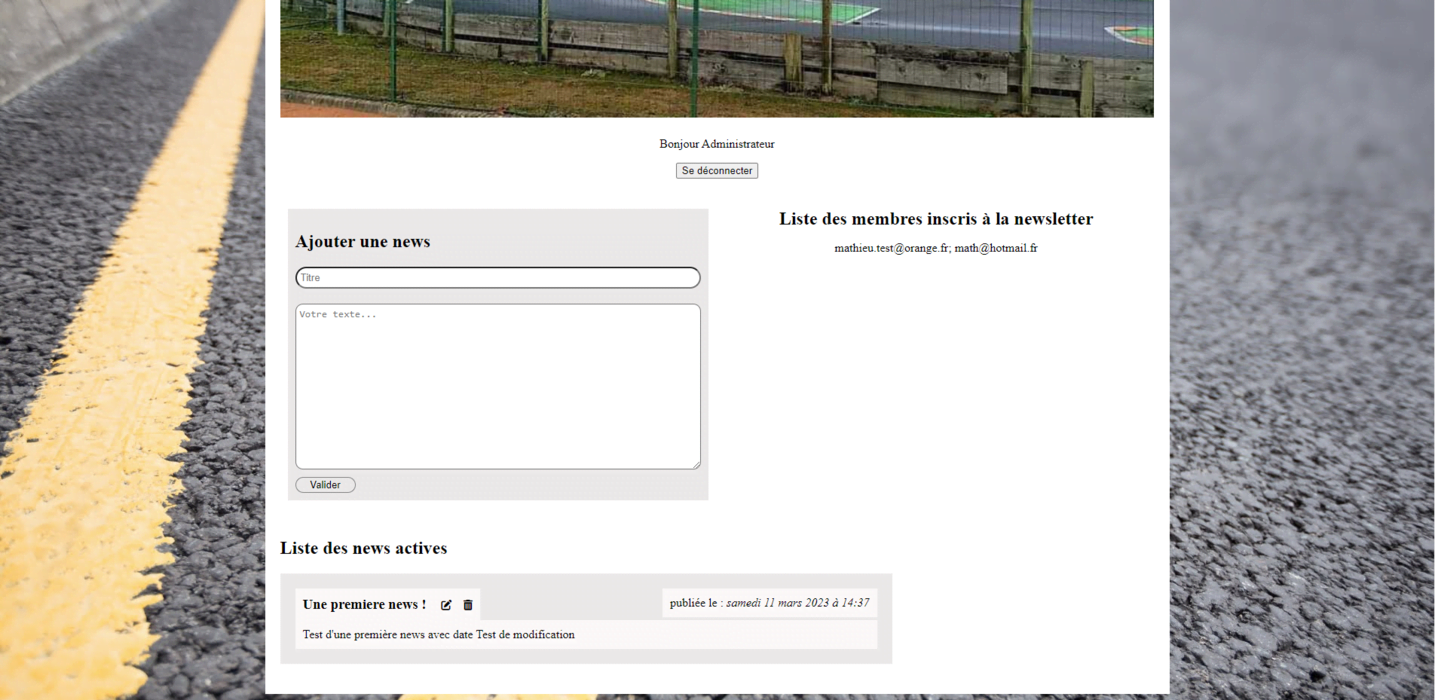 Bonjour Administrateur
Se déconnecter
Ajouter une news
Titre
Votre texte...
Valider
Liste des membres inscris à la newsletter
mathieu.test@orange.fr; math@hotmail.fr
Liste des news actives
Une premiere news !
publiée le : samedi 11 mars 2023 à 14:37
Test d'une première news avec date Test de modification